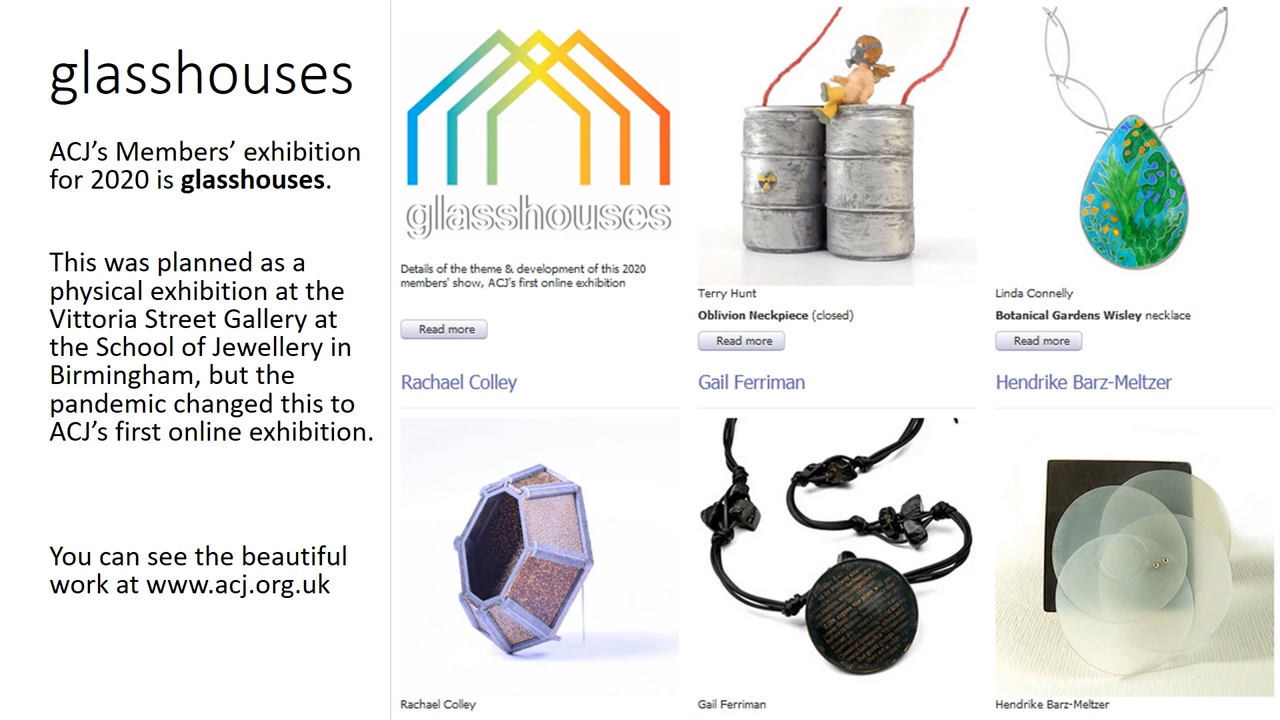 glasshouses
ACJ’s Members’ exhibition
for 2020 is glasshouses.
This was planned as a
physical exhibition at the
Vittoria Street Gallery at
the School of Jewellery in
Birmingham, but the
pandemic changed this to
ACJ’s first online exhibition.
You can see the beautiful
work at www.acj.org.uk
glasshouses
Details of the theme & development of this 2020
members' show, ACJ's first online exhibition
Read more
Terry Hunt
Oblivion Neckpiece (closed)
Read more
Linda Connelly
Botanical Gardens Wisley necklace
Read more
Rachael Colley
Gail Ferriman
Hendrike Barz-Meltzer
Rachael Colley
Gail Ferriman
Hendrike Barz-Meltzer